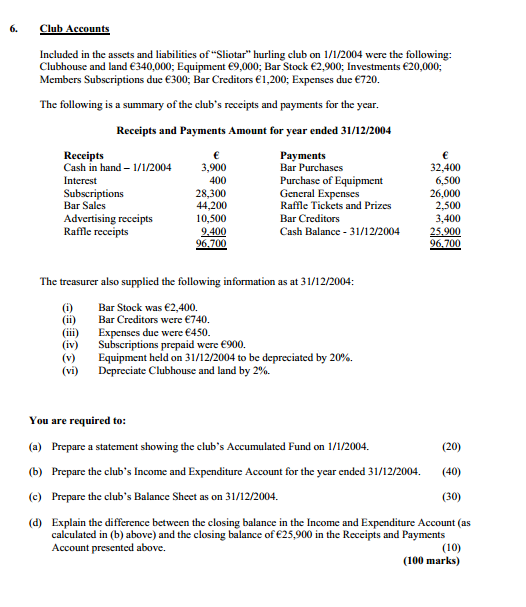 6. Club Accounts
Included in the assets and liabilities of “Sliotar” hurling club on 1/1/2004 were the following:
Clubhouse and land €340,000; Equipment €9,000; Bar Stock €2,900; Investments €20,000;
Members Subscriptions due €300; Bar Creditors €1,200; Expenses due €720.
The following is a summary of the club’s receipts and payments for the year.
Receipts and Payments Amount for year ended 31/12/2004
Receipts € Payments €
Cash in hand – 1/1/2004 3,900 Bar Purchases 32,400
Interest 400 Purchase of Equipment 6,500
Subscriptions 28,300 General Expenses 26,000
Bar Sales 44,200 Raffle Tickets and Prizes 2,500
Advertising receipts 10,500 Bar Creditors 3,400
Raffle receipts 9,400 Cash Balance - 31/12/2004 25,900
96,700 96,700
The treasurer also supplied the following information as at 31/12/2004:
(i) Bar Stock was €2,400.
(ii) Bar Creditors were €740.
(iii) Expenses due were €450.
(iv) Subscriptions prepaid were €900.
(v) Equipment held on 31/12/2004 to be depreciated by 20%.
(vi) Depreciate Clubhouse and land by 2%.
You are required to:
(a) Prepare a statement showing the club’s Accumulated Fund on 1/1/2004. (20)
(b) Prepare the club’s Income and Expenditure Account for the year ended 31/12/2004. (40)
(c) Prepare the club’s Balance Sheet as on 31/12/2004. (30)
(d) Explain the difference between the closing balance in the Income and Expenditure Account (as
calculated in (b) above) and the closing balance of €25,900 in the Receipts and Payments
Account presented above. (10)
(100 marks)